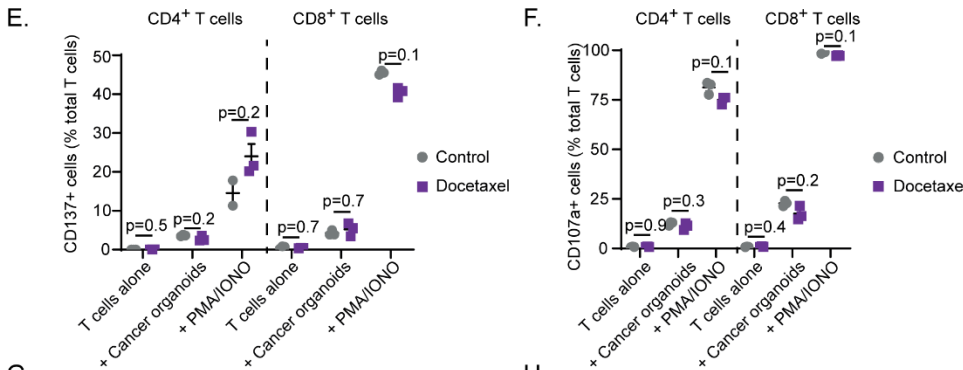 E.
CD4+ T cells
CD8+ T cells
CD137+ cells (% total T cells)
50
40
30
20
10
0
p=0.5
p=0.2
p=0.2
p=0.7
p=0.7
p=0.1
T cells alone
+ Cancer organoids
+ PMA/IONO
T cells alone
+ Cancer organoids
+ PMA/IONO
Control
Docetaxel
F.
CD4+ T cells
CD8+ T cells
CD107a+ cells (% total T cells)
100
75
50
25
0
p=0.9
p=0.3
p=0.1
p=0.4
p=0.2
p=0.1
T cells alone
+ Cancer organoids
+ PMA/IONO
T cells alone
+ Cancer organoids
+ PMA/IONO
Control
Docetaxe